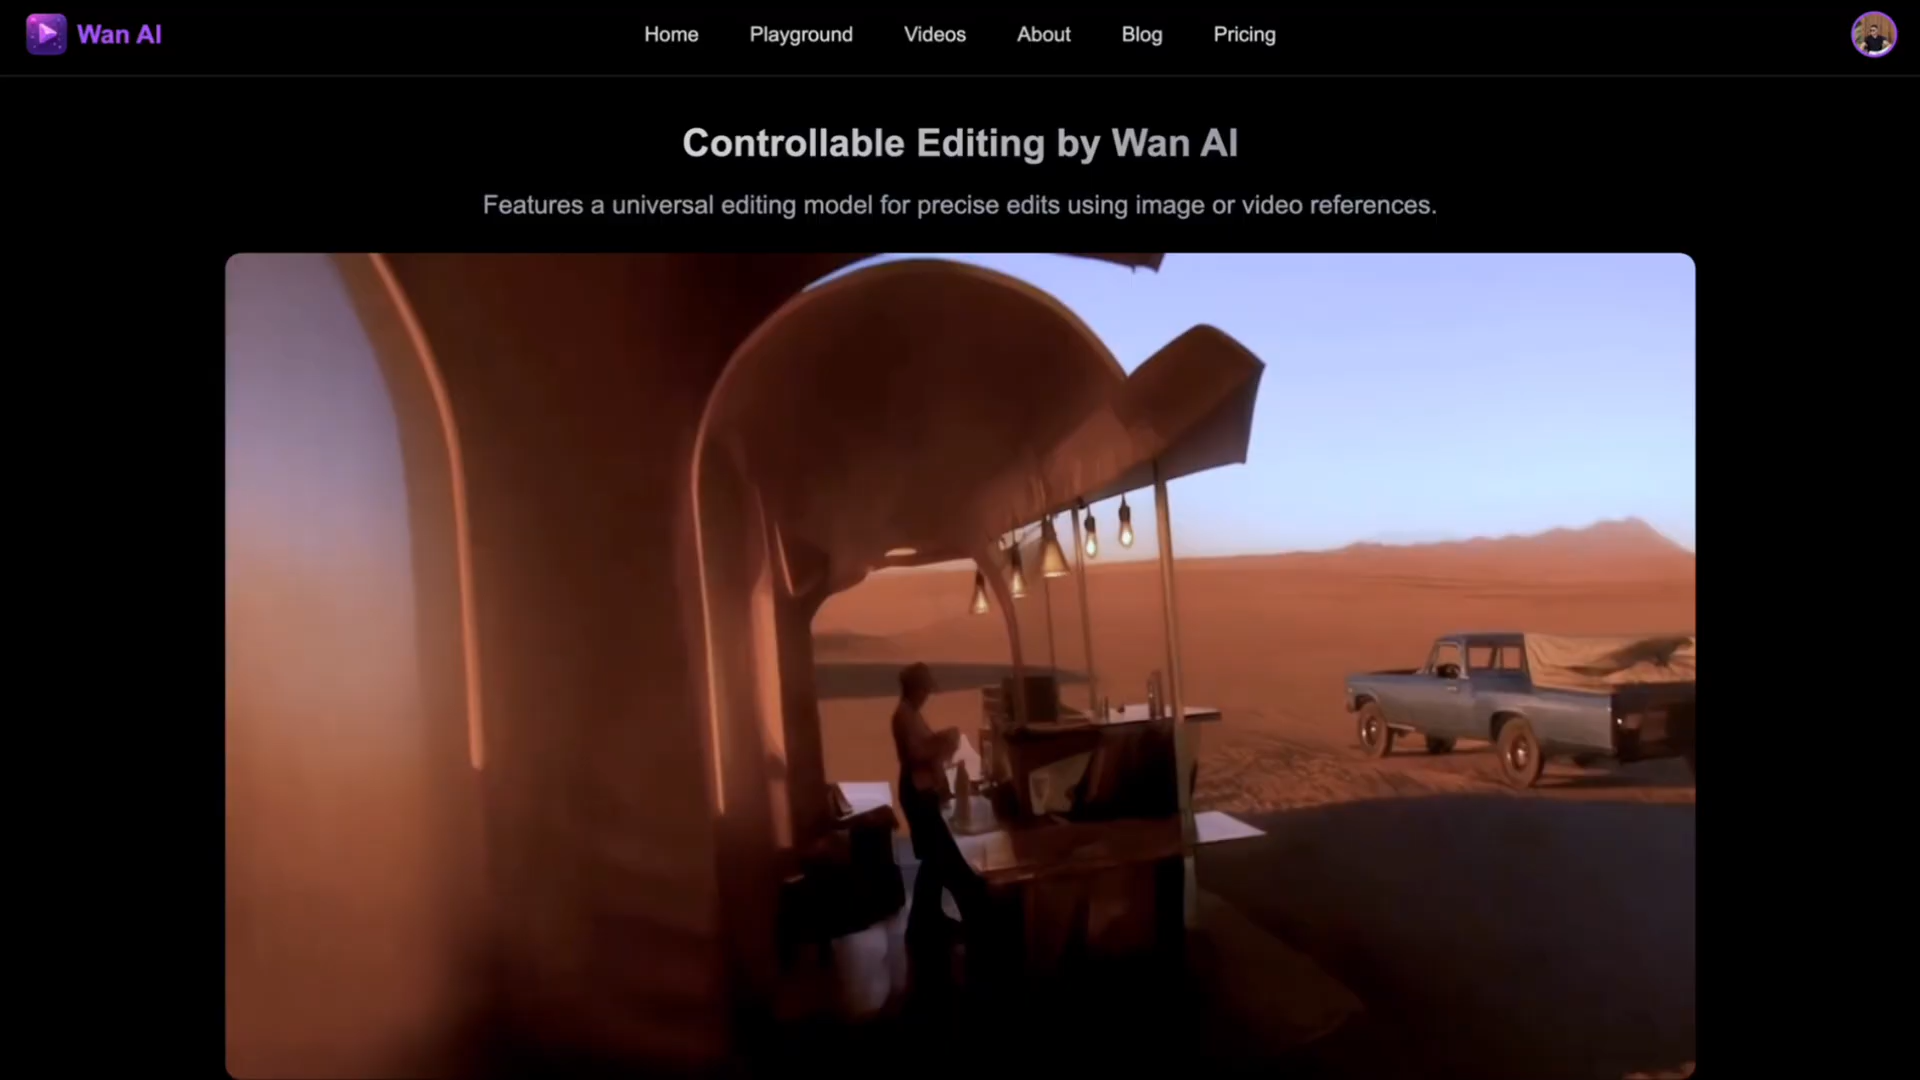 Wan AI
Home
Playground
Videos
About
Blog
Pricing
Controllable Editing by Wan AI
Features a universal editing model for precise edits using image or video references.